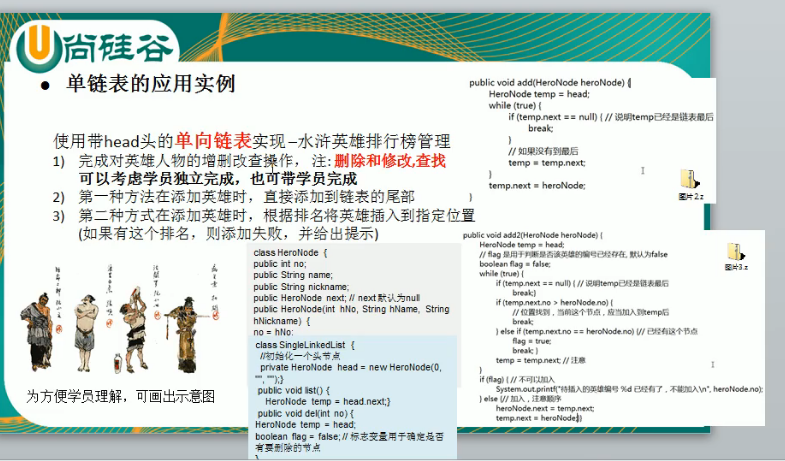 尚硅谷
● 单链表的应用实例
使用带head头的单向链表实现 –水浒英雄排行榜管理
1) 完成对英雄人物的增删改查操作，注: 删除和修改,查找
可以考虑学员独立完成，也可带学员完成
2) 第一种方法在添加英雄时，直接添加到链表的尾部
3) 第二种方式在添加英雄时，根据排名将英雄插入到指定位置
(如果有这个排名，则添加失败，并给出提示)
为方便学员理解，可画出示意图
class HeroNode {
public int no;
public String name;
public String nickname;
public HeroNode next; // next 默认为null
public HeroNode(int hNo, String hName, String
hNickname) {
no = hNo;
class SingleLinkedList {
//初始化一个头节点
private HeroNode head = new HeroNode(0,
"", "");}
public void list() {
HeroNode temp = head.next;}
public void del(int no) {
HeroNode temp = head;
boolean flag = false; // 标志变量用于确定是否
有要删除的节点
public void add(HeroNode heroNode) {
HeroNode temp = head;
while (true) {
if (temp.next == null) { // 说明temp已经是链表最后
break;
}
// 如果没有到最后
temp = temp.next;
}
temp.next = heroNode;
}
图片2.z
public void add2(HeroNode heroNode) {
HeroNode temp = head;
// flag 是用于判断是否该英雄的编号已经存在, 默认为false
boolean flag = false;
while (true) {
if (temp.next == null) { // 说明temp已经是链表最后
break;}
if (temp.next.no > heroNode.no) {
// 位置找到，当前这个节点，应当加入到temp后
break;
} else if (temp.next.no == heroNode.no) {// 已经有这个节点
flag = true;
break; }
temp = temp.next; // 注意
}
if (flag) { // 不可以加入
System.out.printf("待插入的英雄编号 %d 已经有了，不能加入\n", heroNode.no);
} else {// 加入，注意顺序
heroNode.next = temp.next;
temp.next = heroNode;}}
图片3.z